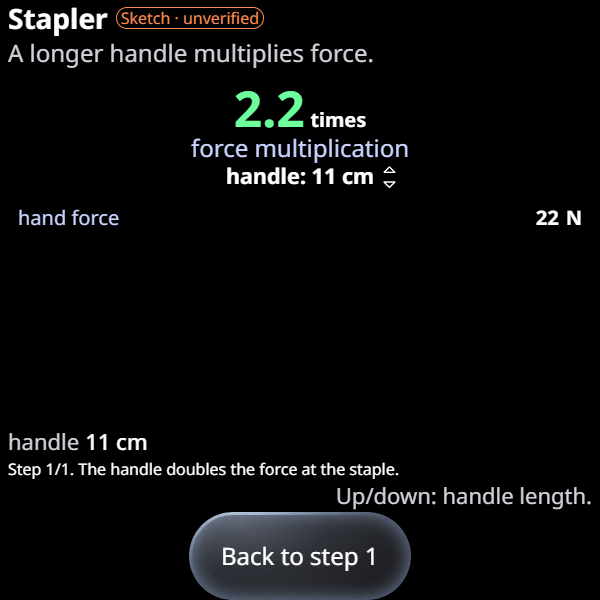 Stapler Sketch · unverified
A longer handle multiplies force.
2.2 times
force multiplication
handle: 11 cm
hand force 22 N
handle 11 cm
Step 1/1. The handle doubles the force at the staple.
Up/down: handle length.
Back to step 1